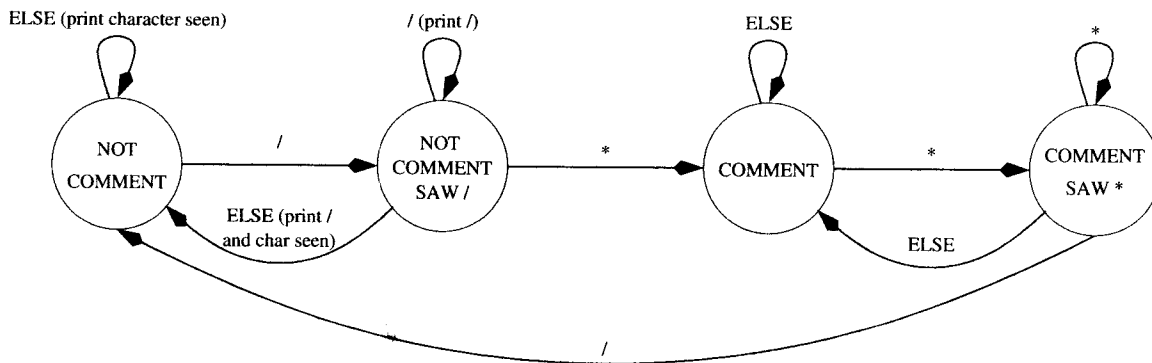 ELSE (print character seen)
/ (print /)
ELSE
*
NOT
COMMENT
/
NOT
COMMENT
SAW /
*
COMMENT
*
COMMENT
SAW *
ELSE (print /
and char seen)
ELSE
/